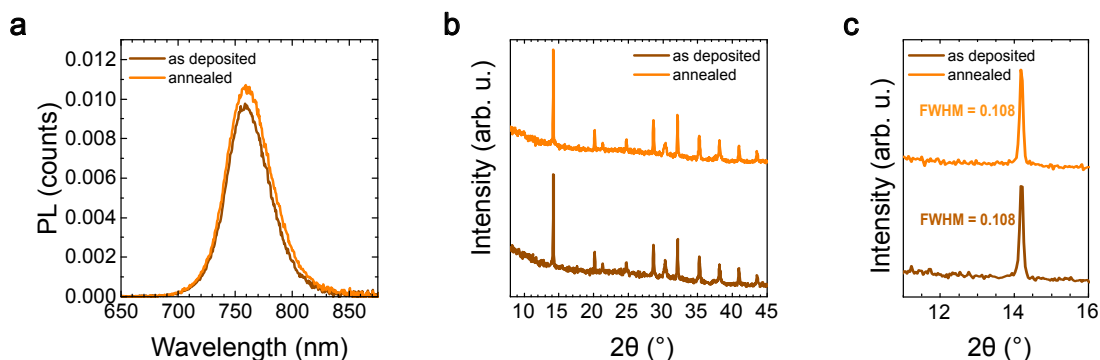 a
as deposited
annealed
PL (counts)
0.012
0.010
0.008
0.006
0.004
0.002
0.000
650 700 750 800 850
Wavelength (nm)
b
as deposited
annealed
Intensity (arb. u.)
10 15 20 25 30 35 40 45
2θ (°)
c
as deposited
annealed
FWHM = 0.108
FWHM = 0.108
Intensity (arb. u.)
12 14 16
2θ (°)